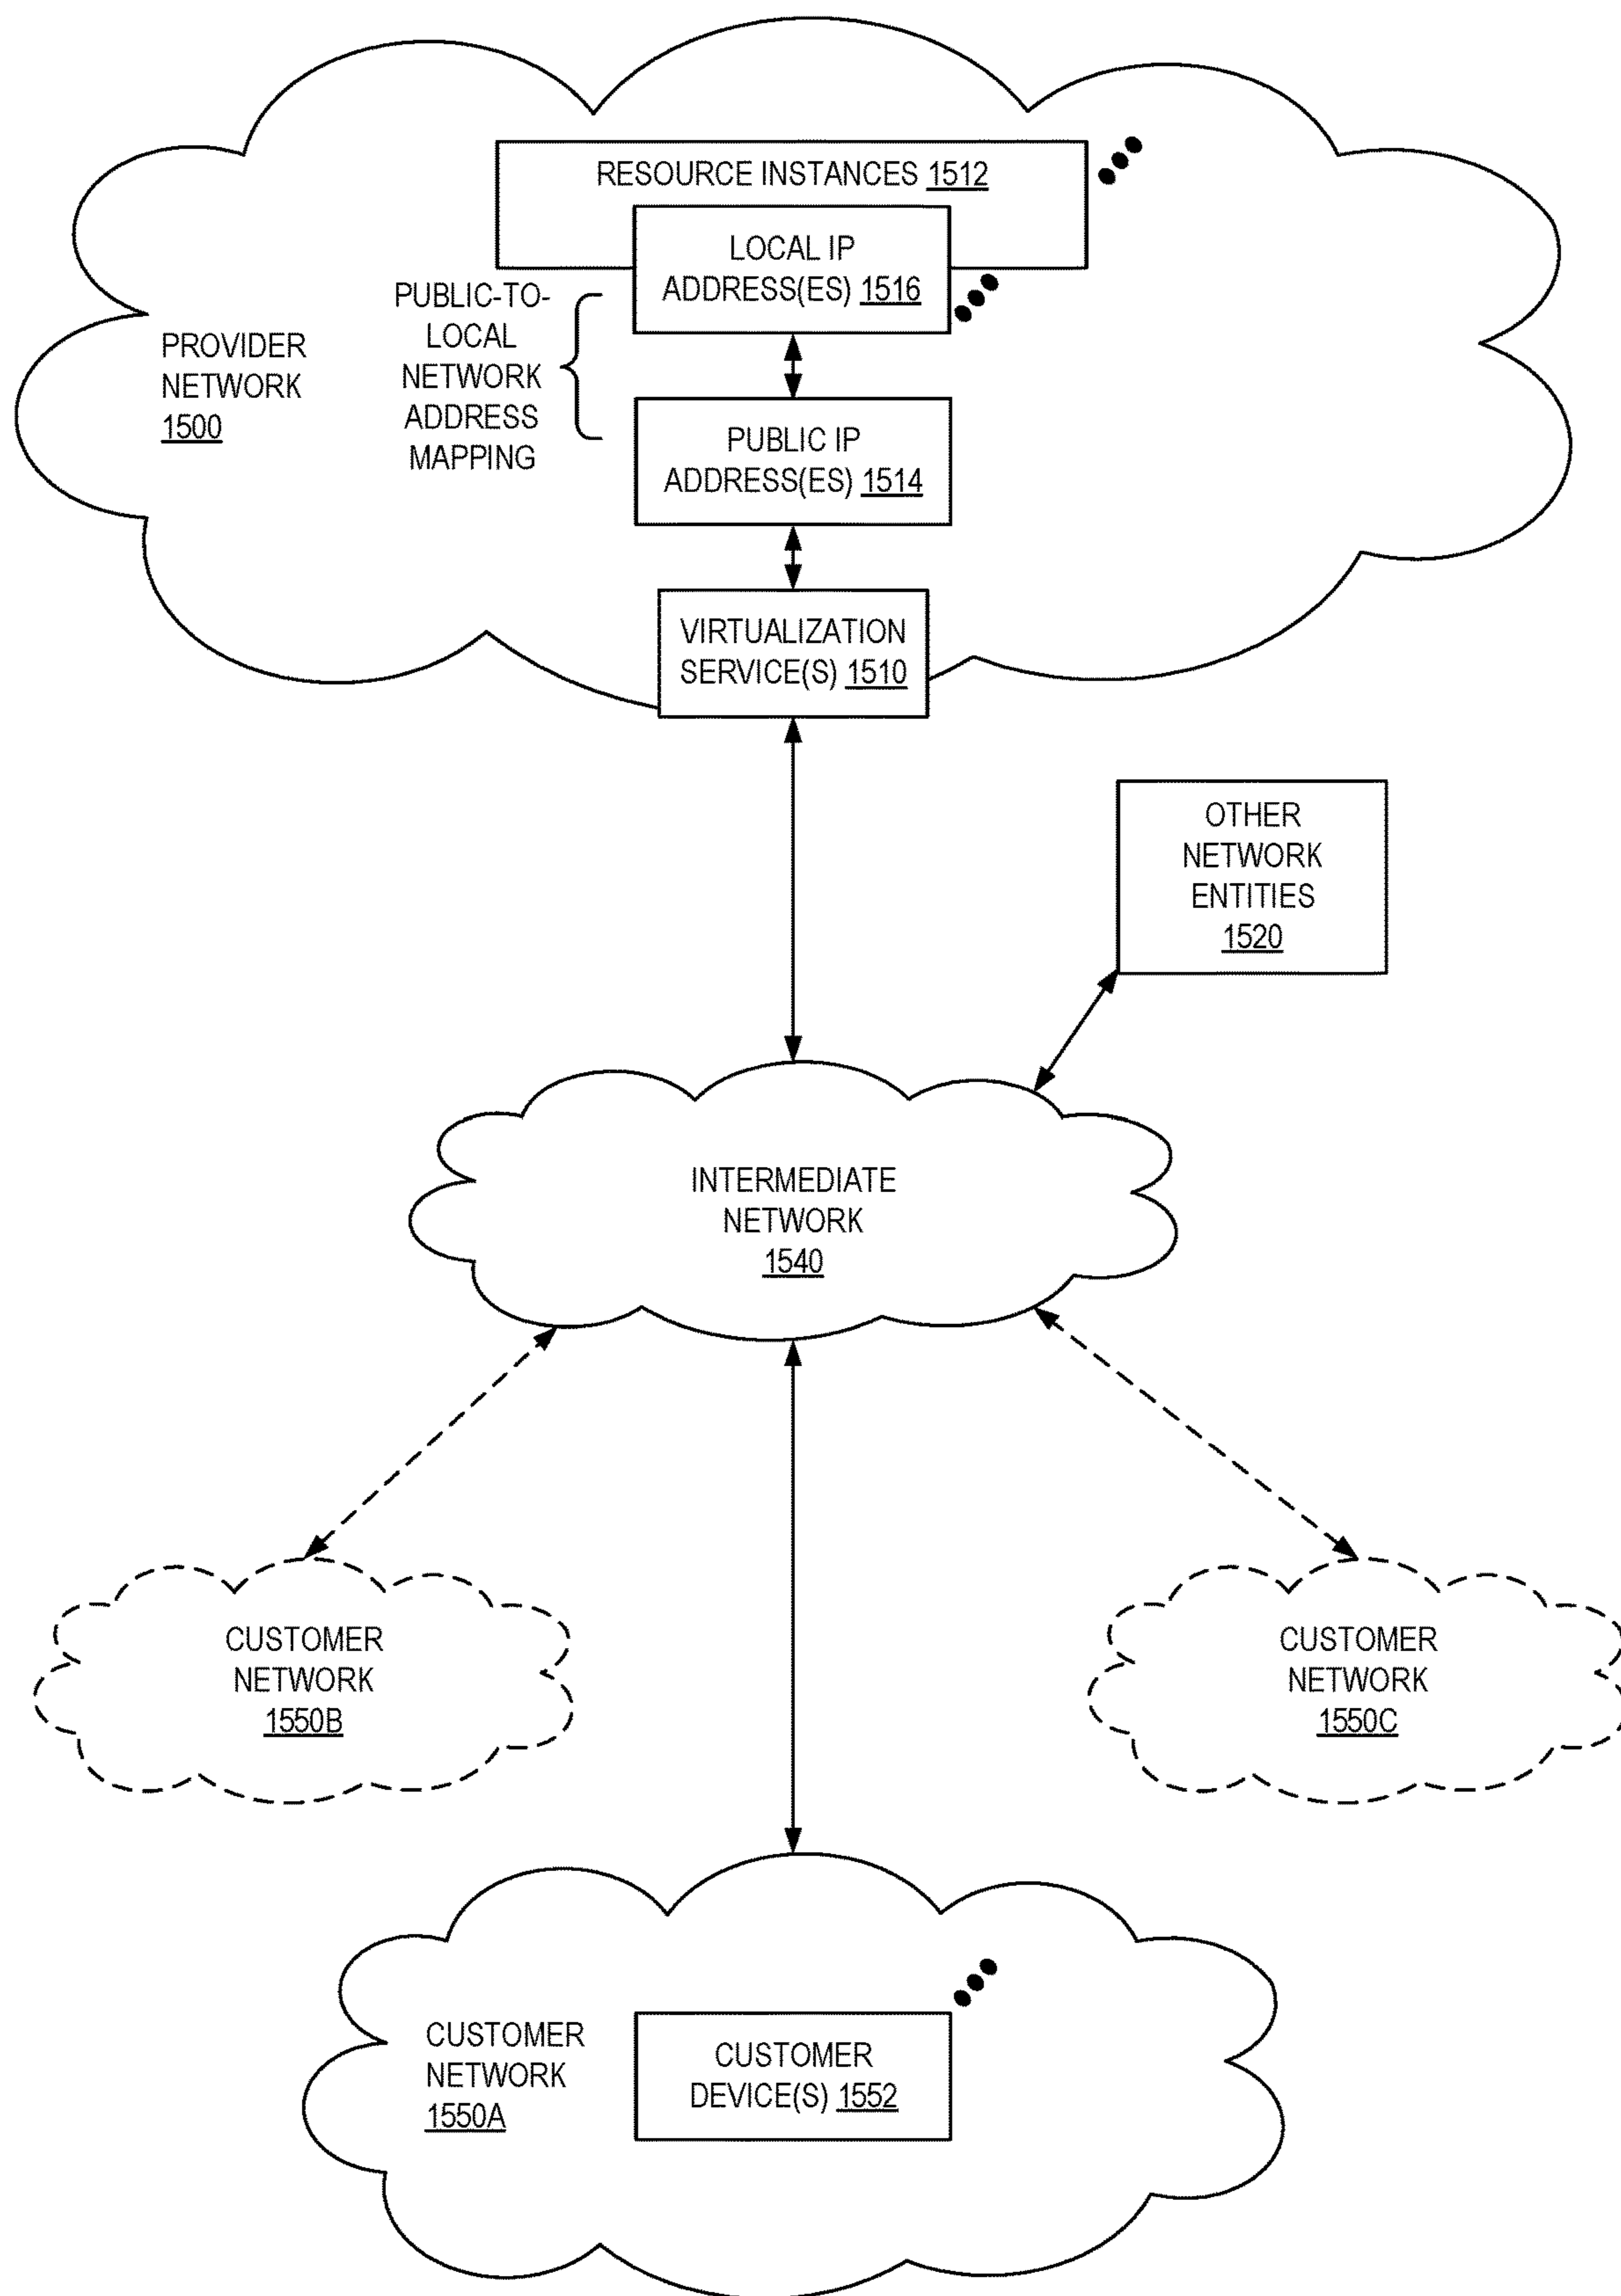 RESOURCE INSTANCES 1512
LOCAL IP
ADDRESS(ES) 1516
PUBLIC-TO-
LOCAL
NETWORK
ADDRESS
MAPPING
PROVIDER
NETWORK
1500
PUBLIC IP
ADDRESS(ES) 1514
VIRTUALIZATION
SERVICE(S) 1510
OTHER
NETWORK
ENTITIES
1520
INTERMEDIATE
NETWORK
1540
CUSTOMER
NETWORK
1550B
CUSTOMER
NETWORK
1550C
CUSTOMER
NETWORK
1550A
CUSTOMER
DEVICE(S) 1552